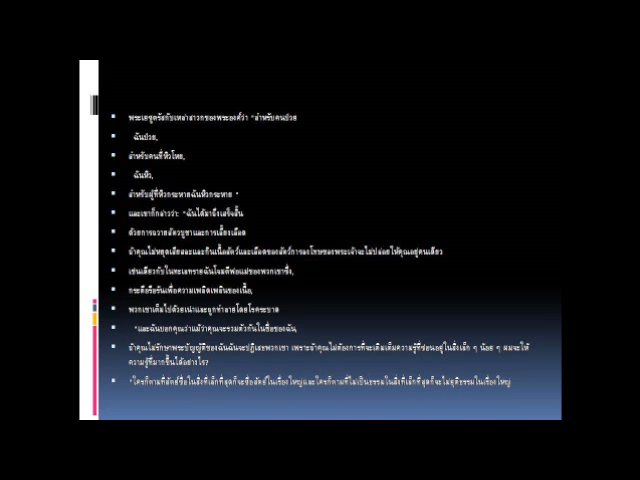 พระเยซูตรัสกับเหล่าสาวกของพระองค์ว่า "สำหรับคนป่วย
ฉันป่วย,
สำหรับคนที่หิวโหย,
ฉันหิว,
สำหรับผู้ที่หิวกระหายฉันหิวกระหาย "
และเขาก็กล่าวว่า: "ฉันได้มาถึงเสร็จสิ้น
ด้วยการถวายสัตวบูชาและการเลี้ยงเลือด
ถ้าคุณไม่หยุดเสียสละและกินเนื้อสัตว์และเลือดของสัตว์การลงโทษของพระเจ้าจะไม่ปล่อยให้คุณอยู่คนเดียว
เช่นเดียวกับในทะเลทรายฉันโจมตีพ่อแม่ของพวกเขาซึ่ง,
กระตือรือร้นเพื่อความเพลิดเพลินของเนื้อ,
พวกเขาเต็มไปด้วยเน่าและถูกทำลายโดยโรคระบาด
"และฉันบอกคุณว่าแม้ว่าคุณจะรวมตัวกันในชื่อของฉัน,
ถ้าคุณไม่รักษาพระบัญญัติของฉันฉันจะปฏิเสธพวกเขา เพราะถ้าคุณไม่ต้องการที่จะเติมเต็มความรู้ที่ซ่อนอยู่ในสิ่งเล็ก ๆ น้อย ๆ ผมจะให้
ความรู้ที่มากขึ้นได้อย่างไร?
"ใครก็ตามที่สัตย์ซื่อในสิ่งที่เล็กที่สุดก็จะซื่อสัตย์ในเรื่องใหญ่และใครก็ตามที่ไม่เป็นธรรมในสิ่งที่เล็กที่สุดก็จะไม่ยุติธรรมในเรื่องใหญ่